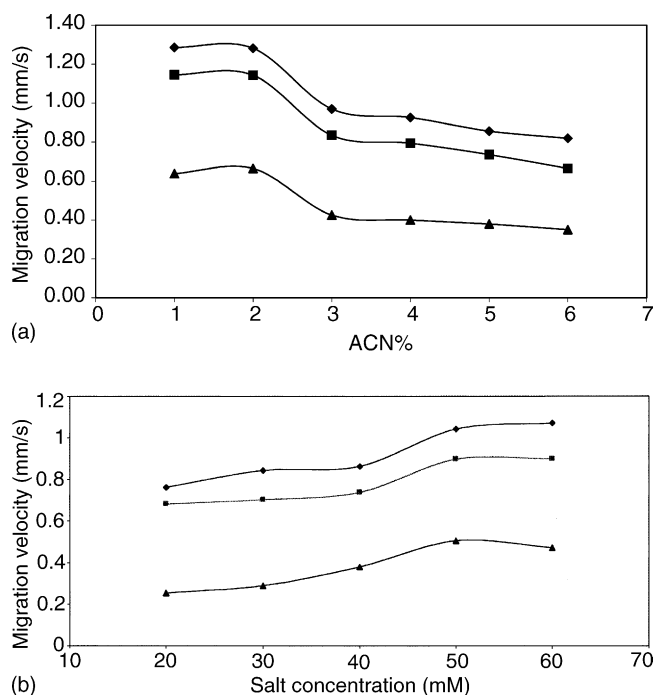 1.40
1.20
1.00
0.80
0.60
0.40
0.20
0.00
Migration velocity (mm/s)
0 1 2 3 4 5 6 7
ACN%
(a)
1.2
1
0.8
0.6
0.4
0.2
0
Migration velocity (mm/s)
10 20 30 40 50 60 70
Salt concentration (mM)
(b)